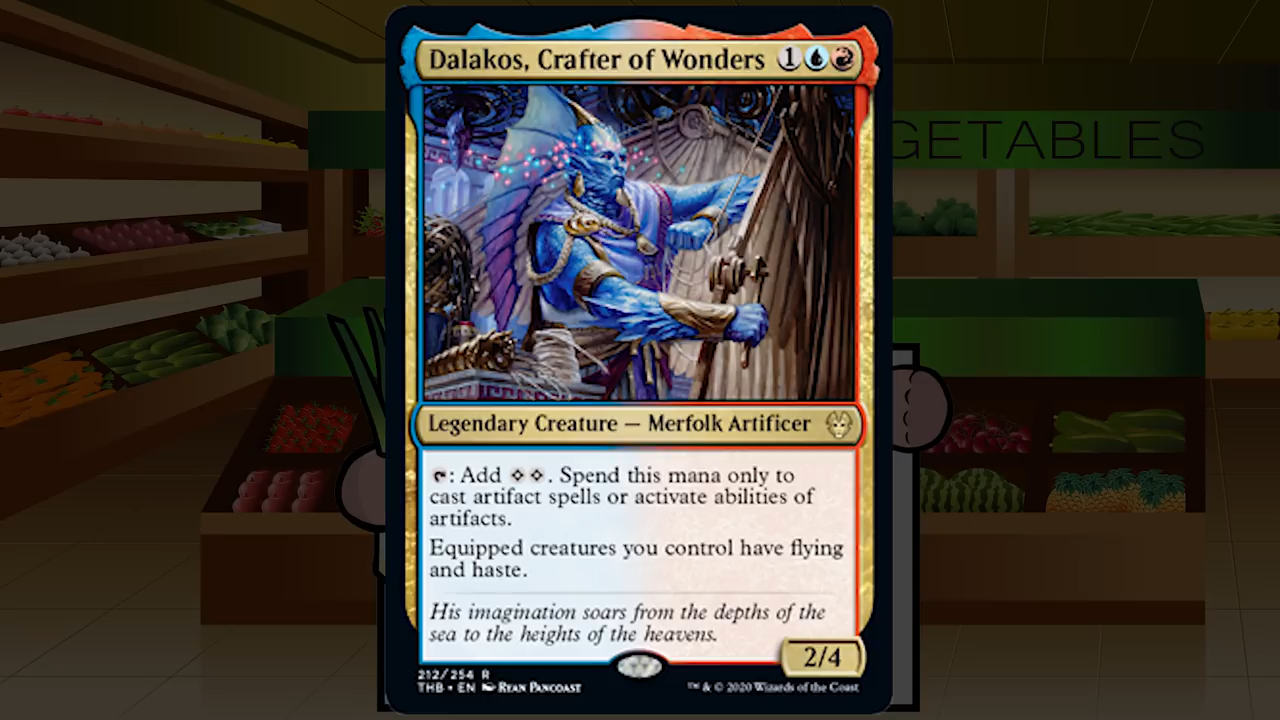 Dalakos, Crafter of Wonders 1
GETABLES
Legendary Creature — Merfolk Artificer
: Add . Spend this mana only to
cast artifact spells or activate abilities of
artifacts.
Equipped creatures you control have flying
and haste.
His imagination soars from the depths of the
sea to the heights of the heavens.
2/4
212/254 R
THB • EN Ryan Pancoast
™ & © 2020 Wizards of the Coast